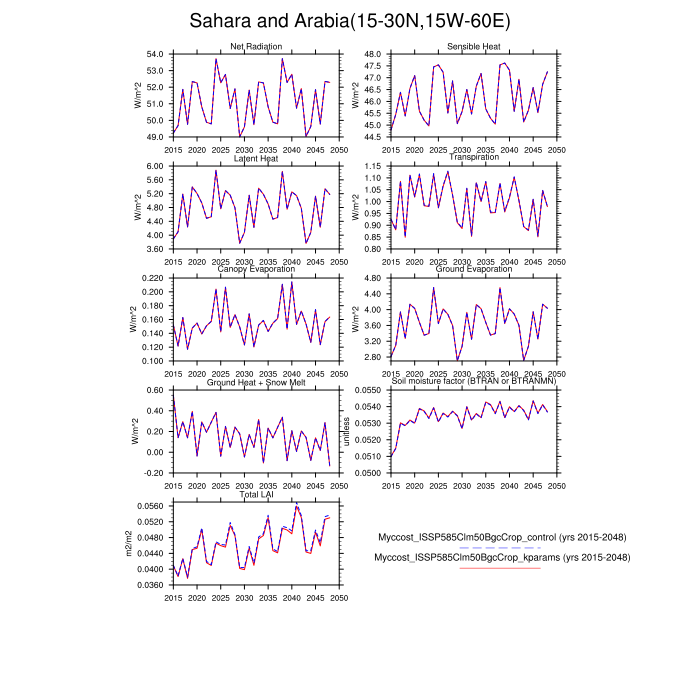 Sahara and Arabia(15-30N,15W-60E)
Net Radiation
W/m^2
54.0
53.0
52.0
51.0
50.0
49.0
2015 2020 2025 2030 2035 2040 2045 2050
Sensible Heat
W/m^2
48.0
47.5
47.0
46.5
46.0
45.5
45.0
44.5
2015 2020 2025 2030 2035 2040 2045 2050
Latent Heat
W/m^2
6.00
5.20
4.80
4.40
4.00
3.60
2015 2020 2025 2030 2035 2040 2045 2050
Transpiration
W/m^2
1.15
1.10
1.05
1.00
0.95
0.90
0.85
0.80
2015 2020 2025 2030 2035 2040 2045 2050
Canopy Evaporation
W/m^2
0.220
0.200
0.180
0.160
0.140
0.120
0.100
2015 2020 2025 2030 2035 2040 2045 2050
Ground Evaporation
W/m^2
4.80
4.40
4.00
3.60
3.20
2.80
2015 2020 2025 2030 2035 2040 2045 2050
Ground Heat + Snow Melt
W/m^2
0.60
0.40
0.20
0.00
-0.20
2015 2020 2025 2030 2035 2040 2045 2050
Soil moisture factor (BTRAN or BTRANMN)
unitless
0.0550
0.0540
0.0530
0.0520
0.0510
0.0500
2015 2020 2025 2030 2035 2040 2045 2050
Total LAI
m2/m2
0.0560
0.0520
0.0480
0.0440
0.0400
0.0360
2015 2020 2025 2030 2035 2040 2045 2050
Myccost_ISSP585Clm50BgcCrop_control (yrs 2015-2048)
Myccost_ISSP585Clm50BgcCrop_kparams (yrs 2015-2048)